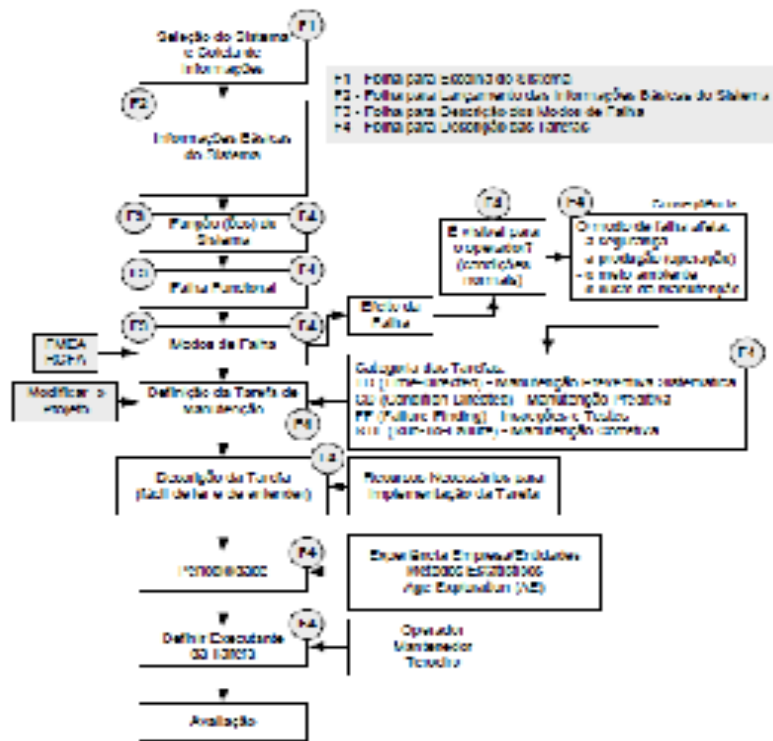 F1
Seleção do Sistema
e Coleta de
Informações
F1 - Folha para Escolha do Sistema
F2 - Folha para Lançamento das Informações Básicas do Sistema
F3 - Folha para Descrição dos Modos de Falha
F4 - Folha para Descrição das Tarefas
F2
Informações Básicas
do Sistema
F3
Função (ões) do
Sistema
F4
F3
Falha Funcional
F4
F3
Modos de Falha
F4
Efeito da
Falha
É visível para
o operador?
(condições
normais)
F4
Conseqüência
O modo de falha afeta:
- a segurança
- a produção (operação)
- o meio ambiente
- o custo da manutenção
FMEA
Modificar o
Projeto
Definição da Tarefa de
Manutenção
F4
Categoria das Tarefas:
TD (Time-Directed) - Manutenção Preventiva Sistemática
CD (Condition Directed) - Manutenção Preditiva
FF (Failure Finding) - Inspeções e Testes
RTF (Run-To-Failure) - Manutenção Corretiva
F4
Descrição da Tarefa
(fácil de ler e de entender)
Recursos Necessários para
Implementação da Tarefa
Periodicidade
F4
Experiência Empresa/Entidades
Métodos Estatísticos
Age Exploration (AE)
Definir Executante
da Tarefa
F4
Operador
Mantenedor
Terceiro
Avaliação